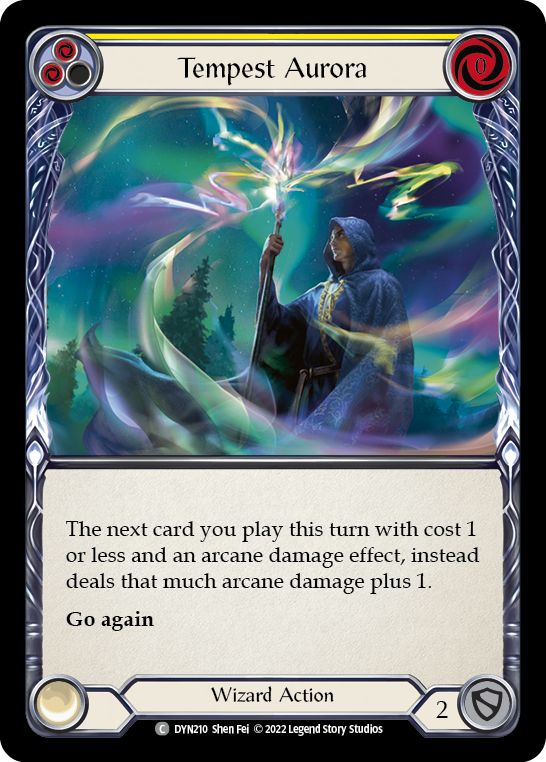 Tempest Aurora
0
The next card you play this turn with cost 1
or less and an arcane damage effect, instead
deals that much arcane damage plus 1.
Go again
Wizard Action
2
C DYN210 Shen Fei © 2022 Legend Story Studios